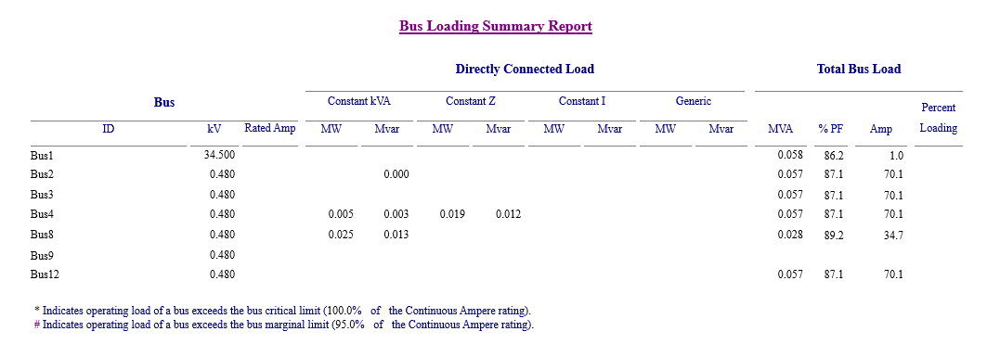 Bus Loading Summary Report
Directly Connected Load Total Bus Load
Bus Constant kVA Constant Z Constant I Generic Percent
ID kV Rated Amp MW Mvar MW Mvar MW Mvar MW Mvar MVA % PF Amp Loading
Bus1 34.500 0.058 86.2 1.0
Bus2 0.480 0.000 0.057 87.1 70.1
Bus3 0.480 0.057 87.1 70.1
Bus4 0.480 0.005 0.003 0.019 0.012 0.057 87.1 70.1
Bus8 0.480 0.025 0.013 0.028 89.2 34.7
Bus9 0.480
Bus12 0.480 0.057 87.1 70.1
* Indicates operating load of a bus exceeds the bus critical limit (100.0% of the Continuous Ampere rating).
# Indicates operating load of a bus exceeds the bus marginal limit (95.0% of the Continuous Ampere rating).